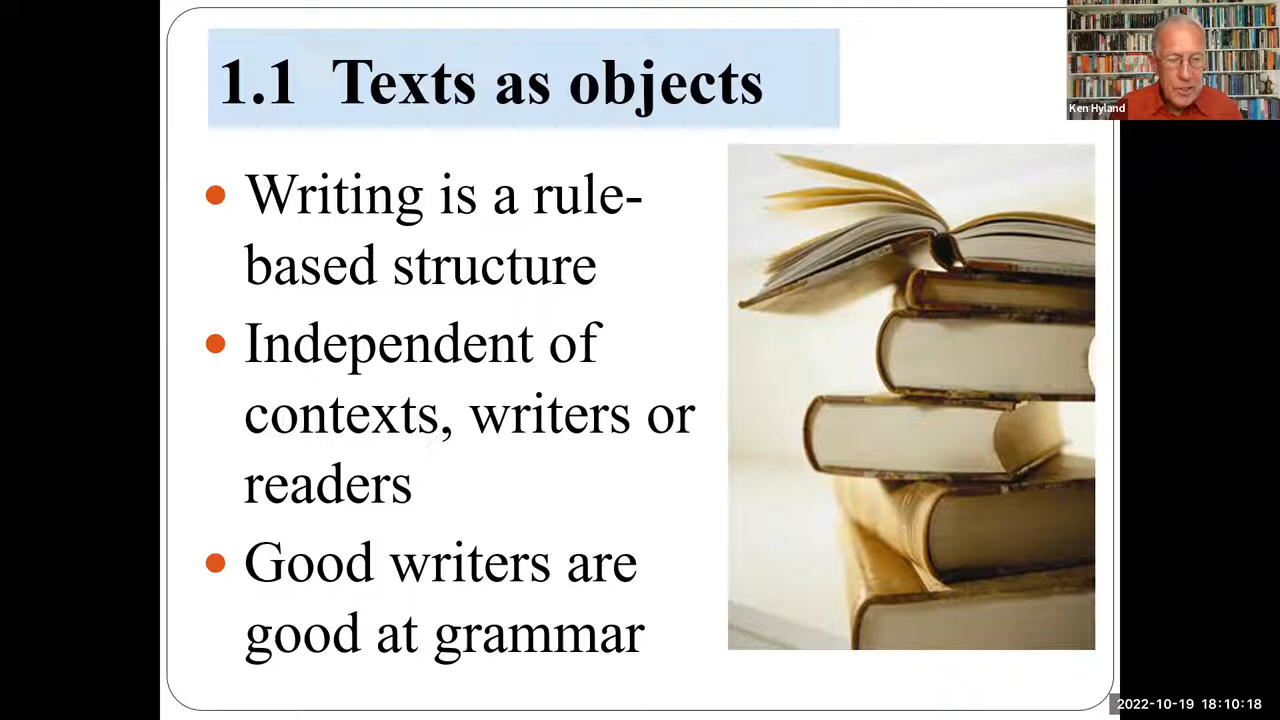 1.1 Texts as objects
Ken Hyland
Writing is a rule-
based structure
Independent of
contexts, writers or
readers
Good writers are
good at grammar
2022-10-19 18:10:18